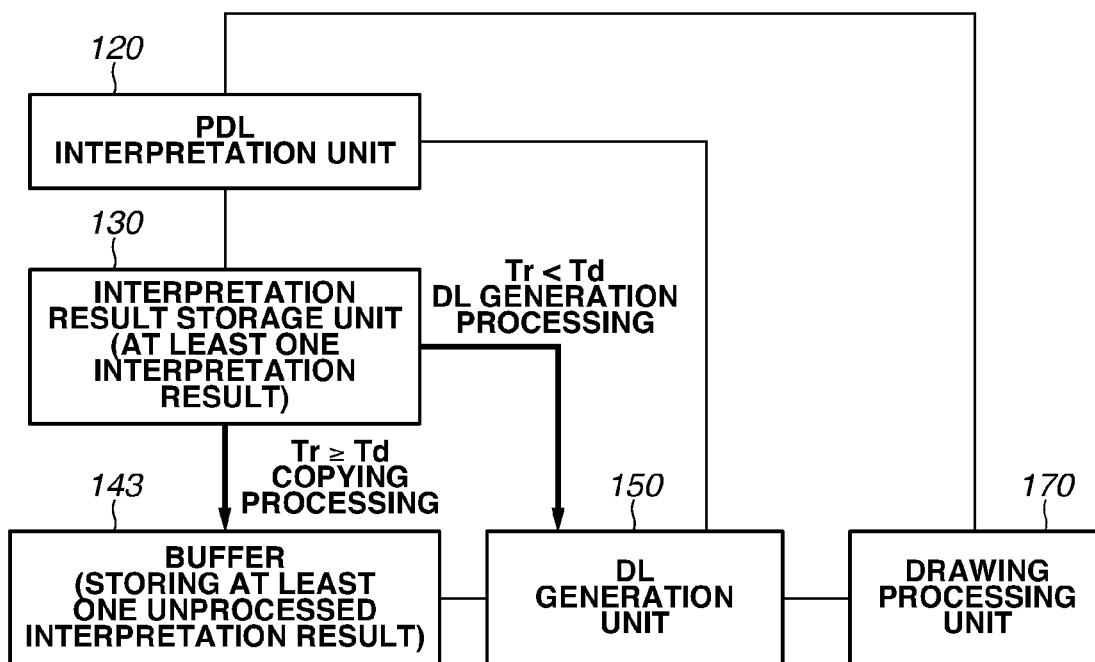 120
PDL
INTERPRETATION UNIT
130
INTERPRETATION
RESULT STORAGE UNIT
(AT LEAST ONE
INTERPRETATION
RESULT)
Tr < Td
DL GENERATION
PROCESSING
Tr ≧ Td
COPYING
PROCESSING
143
BUFFER
(STORING AT LEAST
ONE UNPROCESSED
INTERPRETATION RESULT)
150
DL
GENERATION
UNIT
170
DRAWING
PROCESSING
UNIT